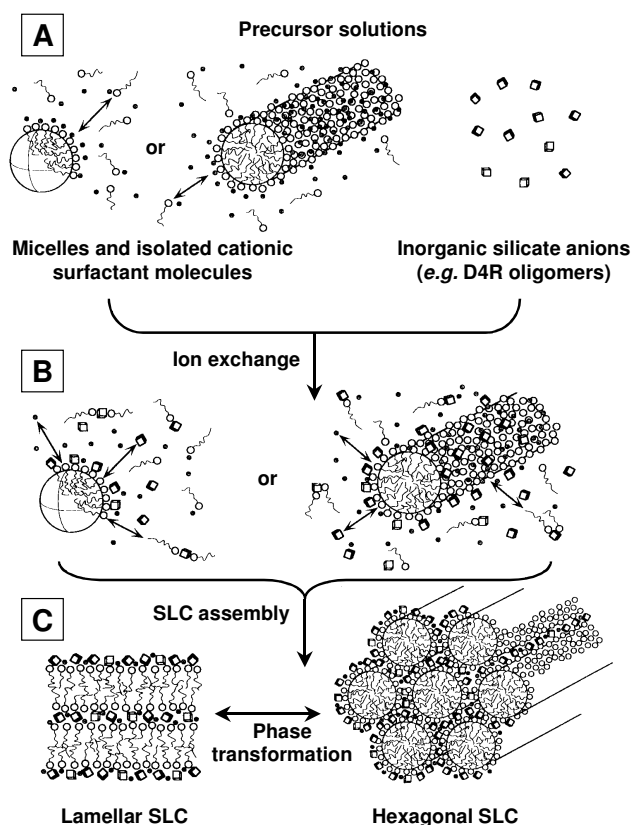 A
Precursor solutions
or
Micelles and isolated cationic
surfactant molecules
Inorganic silicate anions
(e.g. D4R oligomers)
Ion exchange
B
or
SLC assembly
C
Phase
transformation
Lamellar SLC
Hexagonal SLC